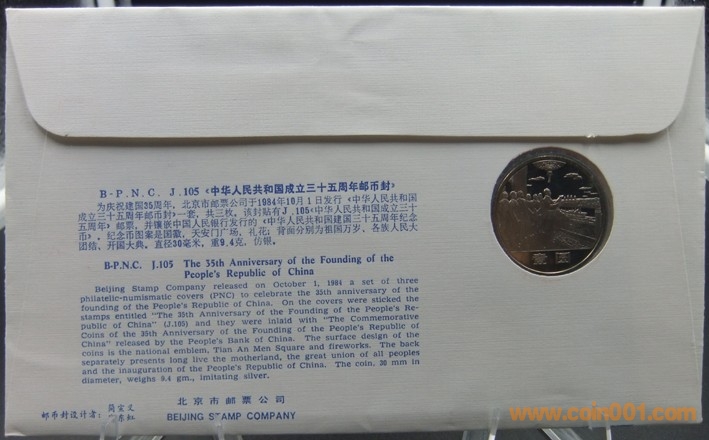 B-P.N.C. J.105《中华人民共和国成立三十五周年邮币封》
为庆祝建国35周年，北京市邮票公司于1984年10月1日发行《中华人民共和国
成立三十五周年邮币封》一套，共三枚，该封贴有J.105《中华人民共和国成立三十
五周年》邮票，并镶嵌中国人民银行发行的《中华人民共和国建国三十五周年纪念
币》。纪念币图案是国徽，天安门广场，礼花；背面分别为祖国万岁、各族人民大
团结，开国大典。直径30毫米，重9.4克，仿银。
B-P.N.C. J.105 The 35th Anniversary of the Founding of the
People's Republic of China
Beijing Stamp Company released on October 1, 1984 a set of three
philatelic-numismatic covers (PNC) to celebrate the 35th anniversary of the
founding of the People's Republic of China. On the covers were sticked the
stamps entitled "The 35th Anniversary of the Founding of the People's Re-
public of China" (J.105) and they were inlaid with "The Commemorative
Coins of the 35th Anniversary of the Founding of the People's Republic of
China" released by the People's Bank of China. The surface design of the
coins is the national emblem, Tian An Men Square and fireworks. The back
separately presents long live the motherland, the great union of all peoples
and the inauguration of the People's Republic of China. The coin, 30 mm in
diameter, weighs 9.4 gm., imitating silver.
壹圆
邮币封设计者：
东红
北京市邮票公司
BEIJING STAMP COMPANY
www.coin001.com